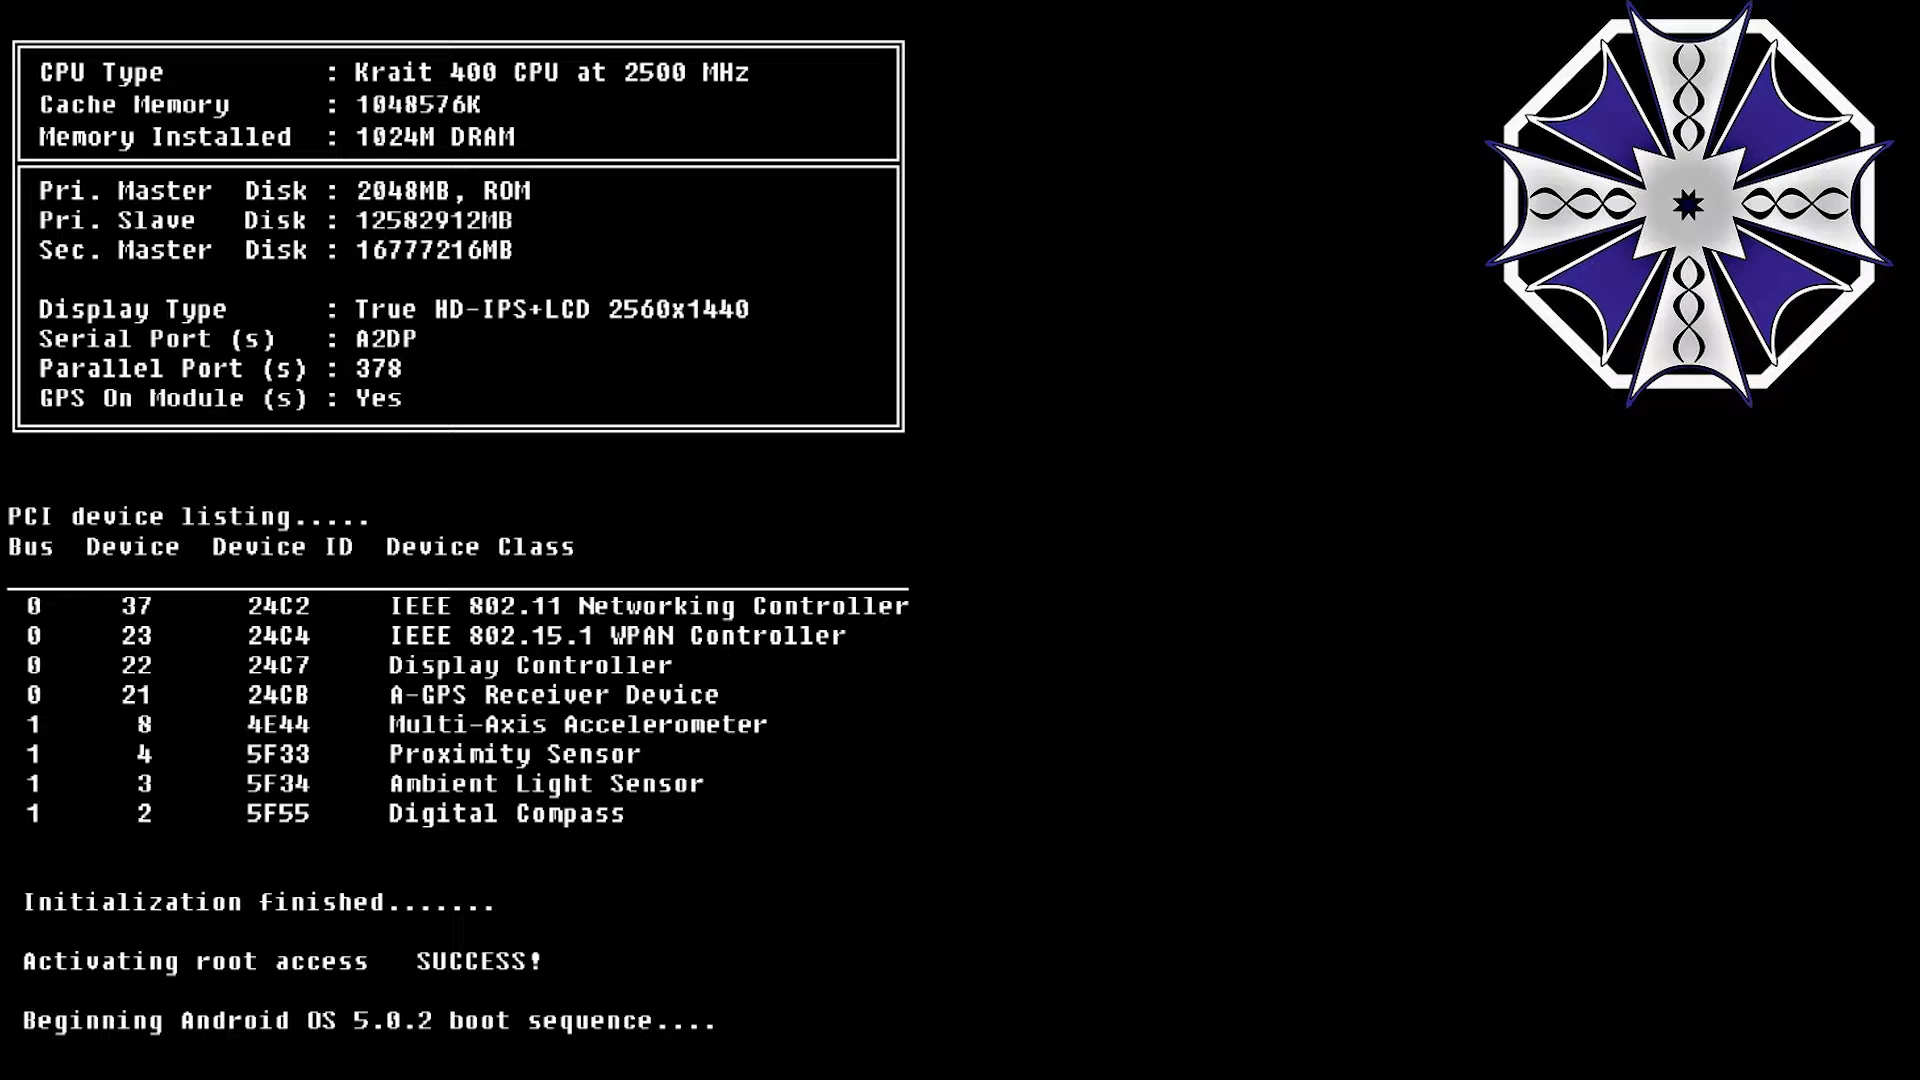 CPU Type : Krait 400 CPU at 2500 MHz
Cache Memory : 1048576K
Memory Installed : 1024M DRAM
Pri. Master Disk : 2048MB, ROM
Pri. Slave Disk : 12582912MB
Sec. Master Disk : 16777216MB
Display Type : True HD-IPS+LCD 2560x1440
Serial Port (s) : A2DP
Parallel Port (s) : 378
GPS On Module (s) : Yes
PCI device listing.....
Bus Device Device ID Device Class
0 37 24C2 IEEE 802.11 Networking Controller
0 23 24C4 IEEE 802.15.1 WPAN Controller
0 22 24C7 Display Controller
0 21 24CB A-GPS Receiver Device
1 8 4E44 Multi-Axis Accelerometer
1 4 5F33 Proximity Sensor
1 3 5F34 Ambient Light Sensor
1 2 5F55 Digital Compass
Initialization finished.......
Activating root access SUCCESS!
Beginning Android OS 5.0.2 boot sequence....